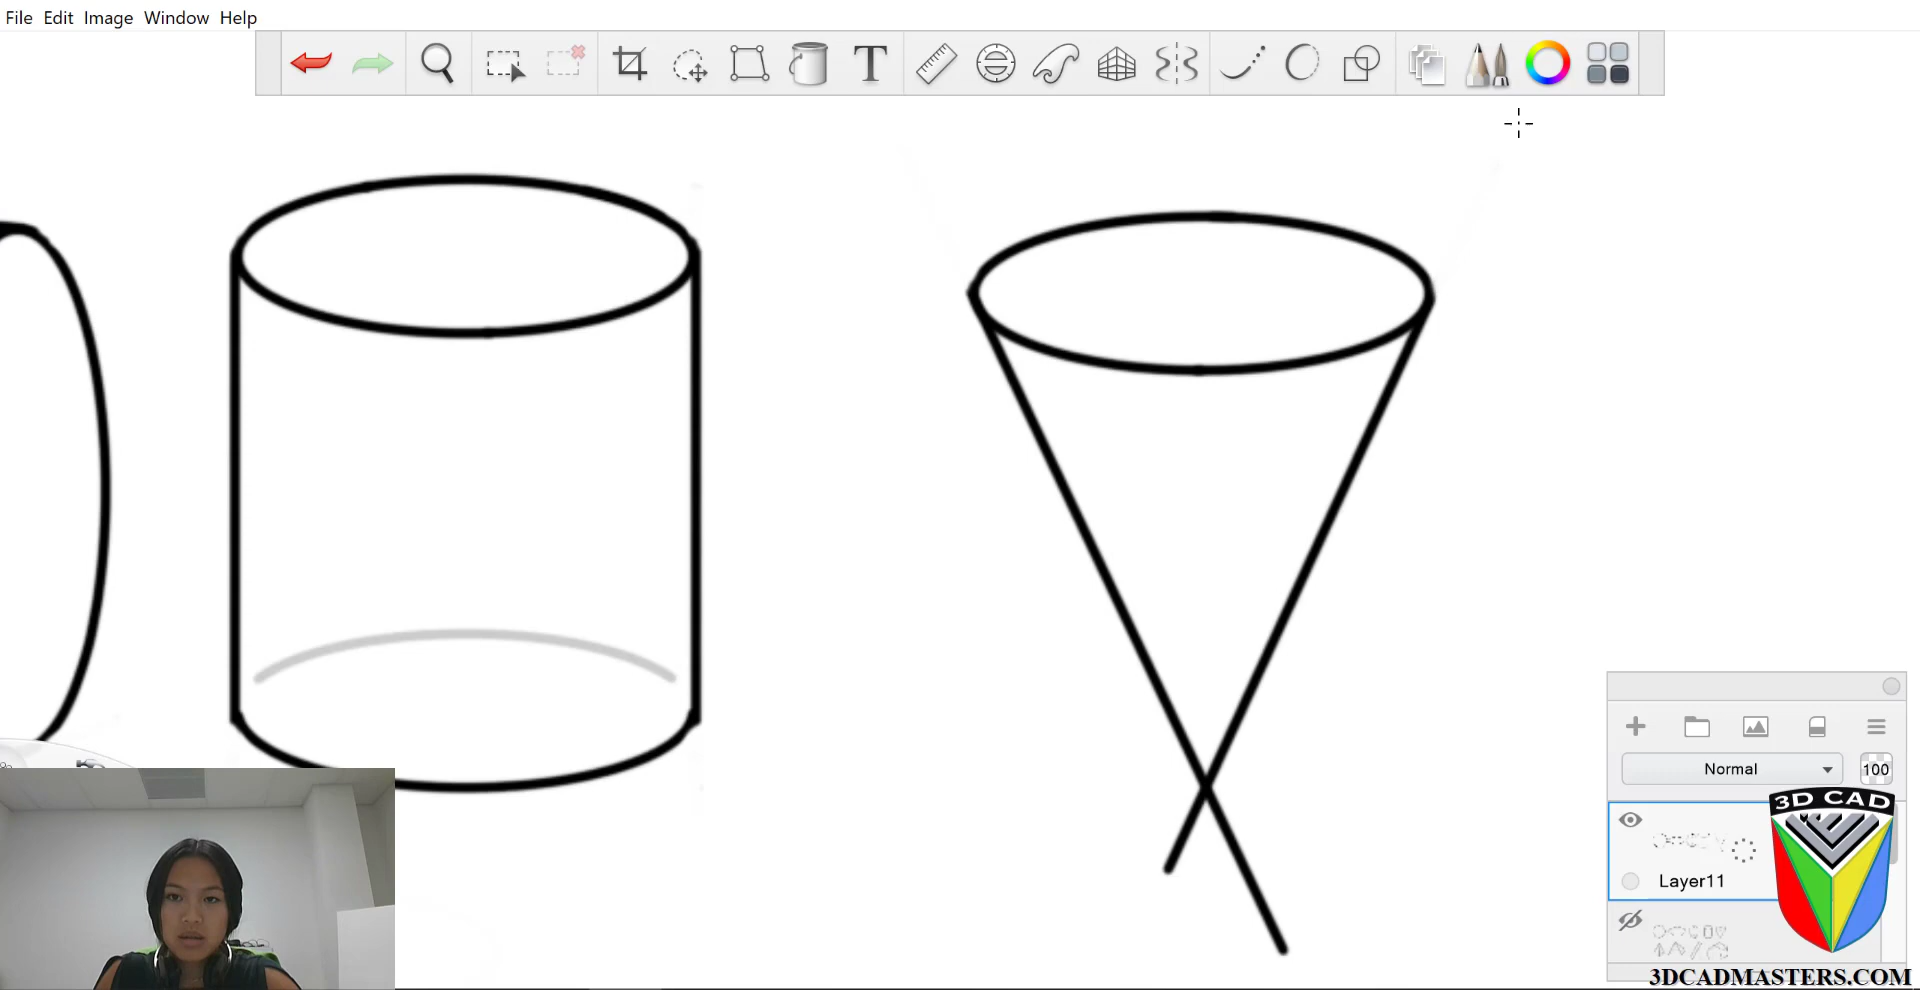 File Edit Image Window Help
T
Normal
100
Layer11
3D CAD
3DCADMASTERS.COM